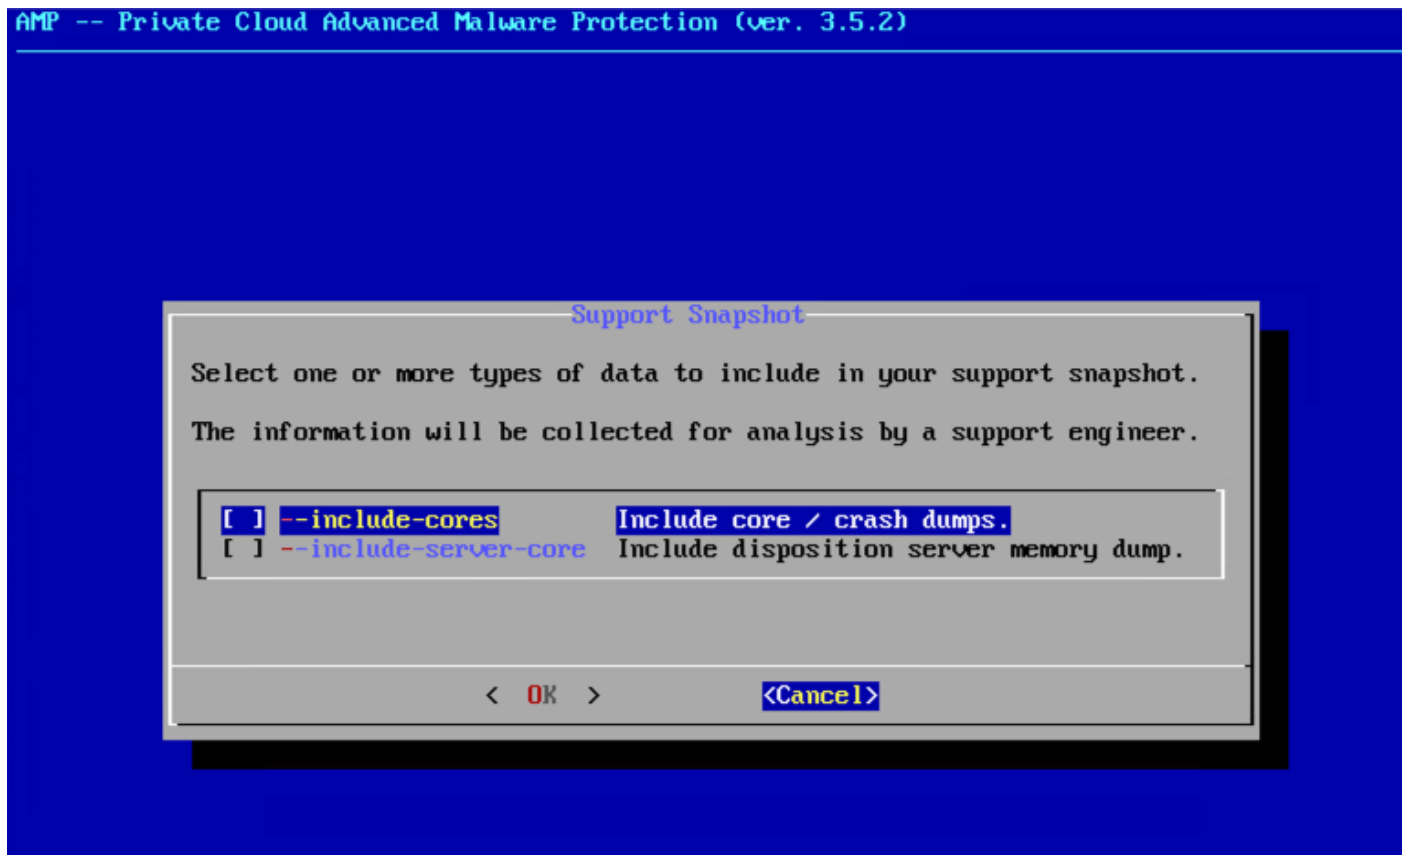 AMP -- Private Cloud Advanced Malware Protection (ver. 3.5.2)
Support Snapshot
Select one or more types of data to include in your support snapshot.
The information will be collected for analysis by a support engineer.
[ ] --include-cores Include core / crash dumps.
[ ] --include-server-core Include disposition server memory dump.
< OK > <Cancel>